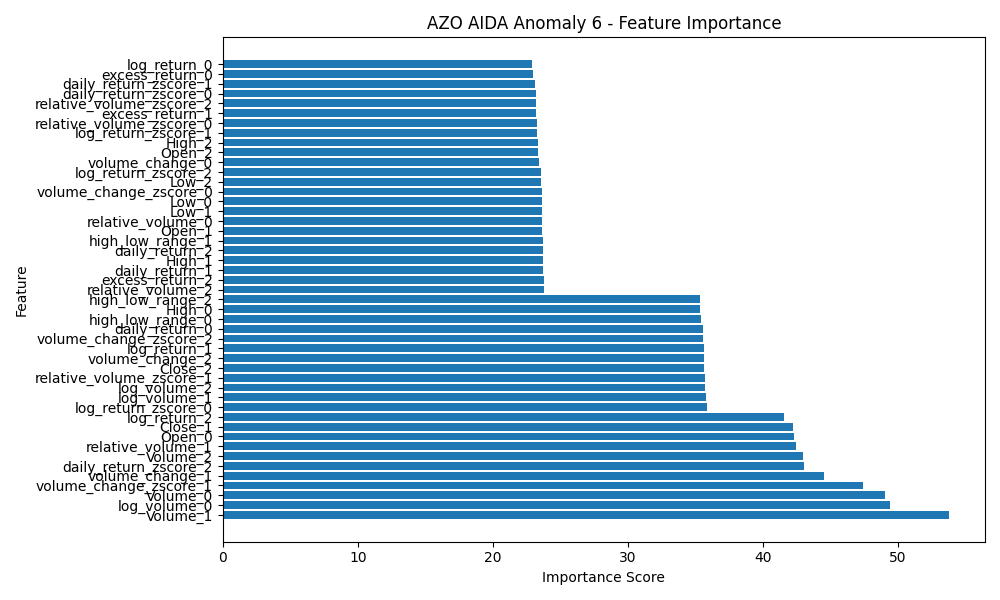 AZO AIDA Anomaly 6 - Feature Importance
log_return_0
excess_return_0
daily_return_zscore_1
daily_return_zscore_0
relative_volume_zscore_2
excess_return_1
relative_volume_zscore_0
log_return_zscore_1
High_2
Open_2
volume_change_0
log_return_zscore_2
Low_2
volume_change_zscore_0
Low_0
Low_1
relative_volume_0
Open_1
high_low_range_1
daily_return_2
High_1
daily_return_1
excess_return_2
relative_volume_2
high_low_range_2
High_0
high_low_range_0
daily_return_0
volume_change_zscore_2
log_return_1
volume_change_2
Close_2
relative_volume_zscore_1
log_volume_2
log_volume_1
log_return_zscore_0
log_return_2
Close_1
Open_0
relative_volume_1
Volume_2
daily_return_zscore_2
volume_change_1
volume_change_zscore_1
Volume_0
log_volume_0
Volume_1
Feature
0 10 20 30 40 50
Importance Score